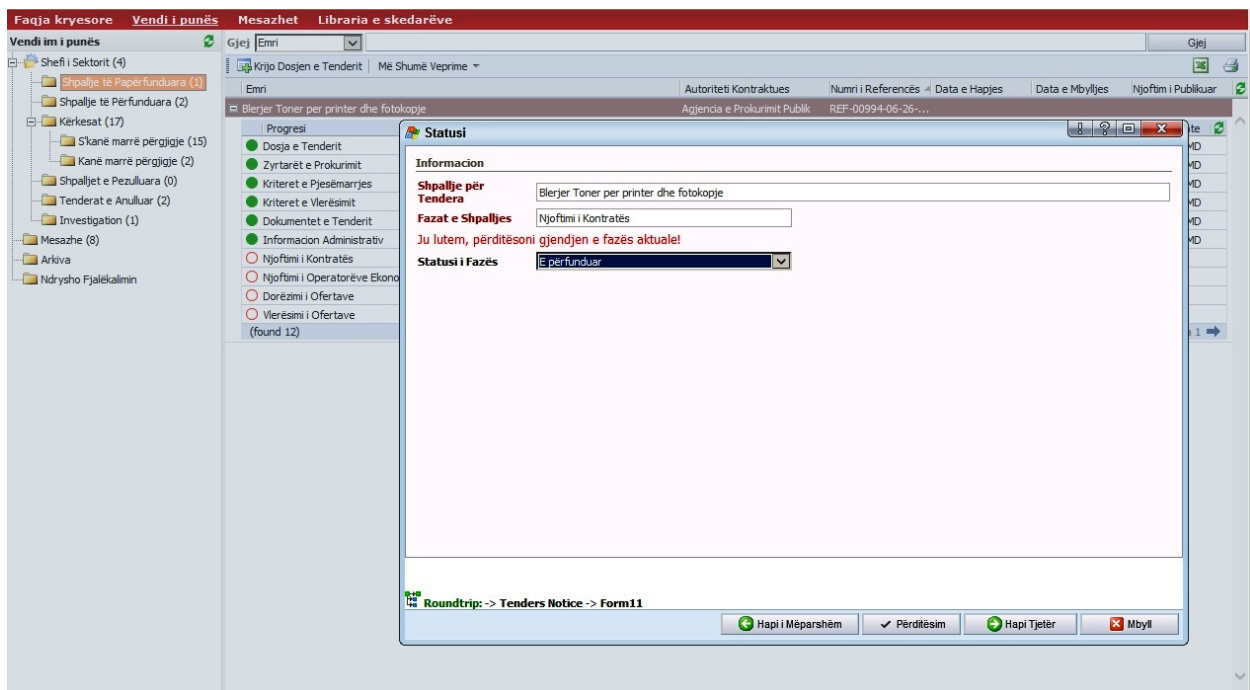 Faqja kryesore Vendi i punës Mesazhet Libraria e skedarëve
Vendi im i punës
Gjej Emri Gjej
Shefi i Sektorit (4)
Shpallje të Papërfunduara (1)
Shpallje të Përfunduara (2)
Kërkesat (17)
S'kanë marrë përgjigje (15)
Kanë marrë përgjigje (2)
Shpalljet e Pezulluara (0)
Tenderat e Anulluar (2)
Investigation (1)
Mesazhe (8)
Arkiva
Ndrysho Fjalëkalimin
Krijo Dosjen e Tenderit Më Shumë Veprime
Emri Autoriteti Kontraktues Numri i Referencës Data e Hapjes Data e Mbylljes Njoftim i Publikuar
Blerjer Toner per printer dhe fotokopje Agjencia e Prokurimit Publik REF-00994-06-26-...
Progresi
Dosja e Tenderit MD
Zyrtarët e Prokurimit MD
Kriteret e Pjesëmarrjes MD
Kriteret e Vlerësimit MD
Dokumentet e Tenderit MD
Informacion Administrativ MD
Njoftimi i Kontratës
Njoftimi i Operatorëve Ekono
Dorëzimi i Ofertave
Vlerësimi i Ofertave
(found 12) 1
Statusi
Informacion
Shpallje për
Tendera
Blerjer Toner per printer dhe fotokopje
Fazat e Shpalljes Njoftimi i Kontratës
Ju lutem, përditësoni gjendjen e fazës aktuale!
Statusi i Fazës E përfunduar
Roundtrip: -> Tenders Notice -> Form11
Hapi i Mëparshëm Përditësim Hapi Tjetër Mbyll